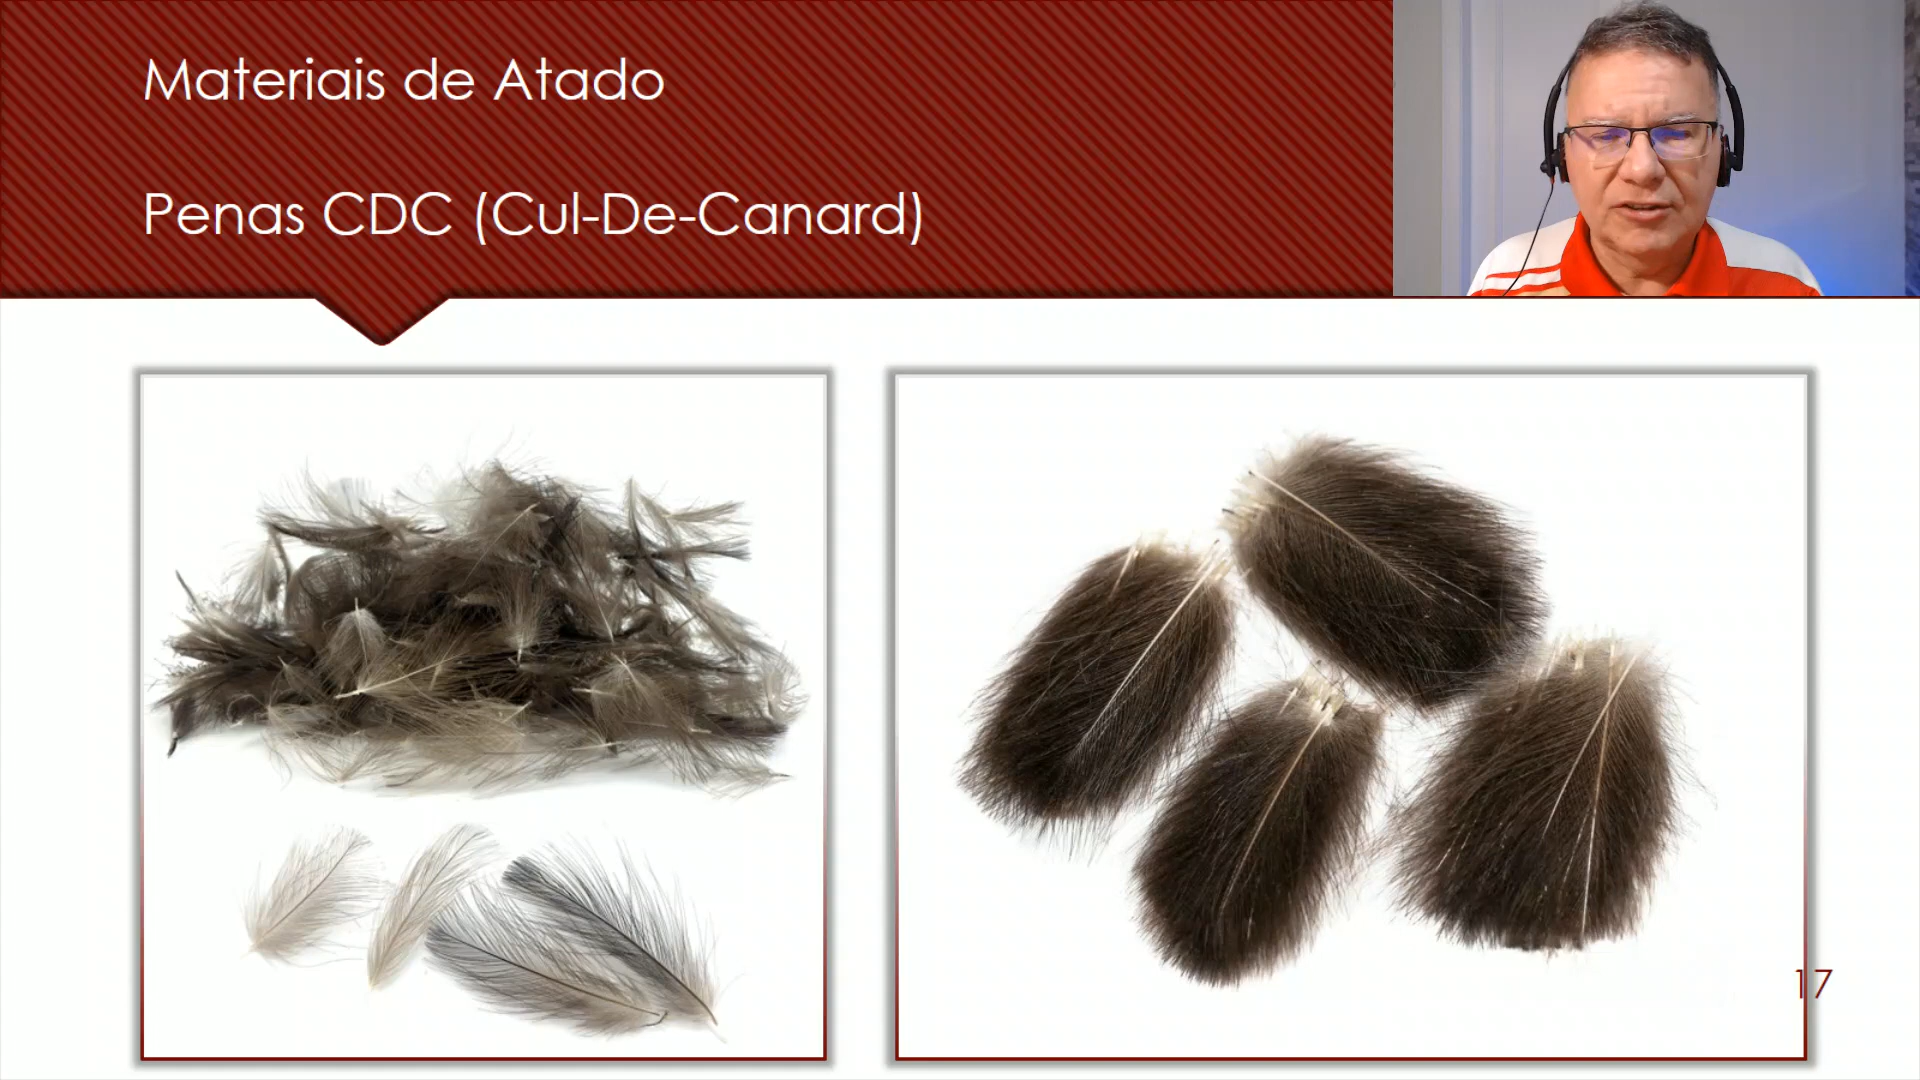 Materiais de Atado
Penas CDC (Cul-De-Canard)
17